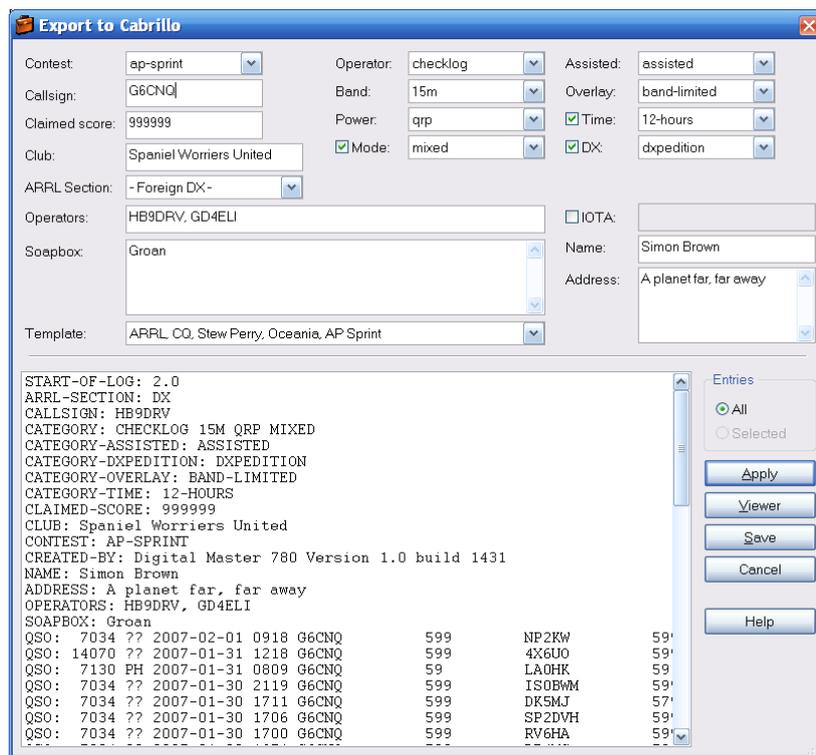 Export to Cabrillo
Contest: ap-sprint Operator: checklog Assisted: assisted
Callsign: G6CNQ Band: 15m Overlay: band-limited
Claimed score: 999999 Power: qrp Time: 12-hours
Club: Spaniel Worriers United Mode: mixed DX: dxpedition
ARRL Section: - Foreign DX -
Operators: HB9DRV, GD4ELI IOTA:
Soapbox: Groan Name: Simon Brown
Address: A planet far, far away
Template: ARRL, CQ, Stew Perry, Oceania, AP Sprint
START-OF-LOG: 2.0
ARRL-SECTION: DX
CALLSIGN: HB9DRV
CATEGORY: CHECKLOG 15M QRP MIXED
CATEGORY-ASSISTED: ASSISTED
CATEGORY-DXPEDITION: DXPEDITION
CATEGORY-OVERLAY: BAND-LIMITED
CATEGORY-TIME: 12-HOURS
CLAIMED-SCORE: 999999
CLUB: Spaniel Worriers United
CONTEST: AP-SPRINT
CREATED-BY: Digital Master 780 Version 1.0 build 1431
NAME: Simon Brown
ADDRESS: A planet far, far away
OPERATORS: HB9DRV, GD4ELI
SOAPBOX: Groan
QSO: 7034 ?? 2007-02-01 0918 G6CNQ 599 NP2KW
QSO: 14070 ?? 2007-01-31 1218 G6CNQ 599 4X6UO
QSO: 7130 PH 2007-01-31 0809 G6CNQ 59 LA0HK 59
QSO: 7034 ?? 2007-01-30 2119 G6CNQ 599 IS0BWM
QSO: 7034 ?? 2007-01-30 1711 G6CNQ 599 DK5MJ
QSO: 7034 ?? 2007-01-30 1706 G6CNQ 599 SP2DVH
QSO: 7034 ?? 2007-01-30 1700 G6CNQ 599 RV6HA
Entries
All
Selected
Apply
Viewer
Save
Cancel
Help